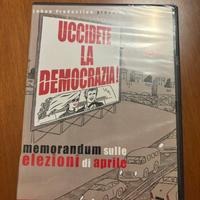 UCCIDETE
LA
DEMOCRAZIA!
memorandum sulle
elezioni di aprile